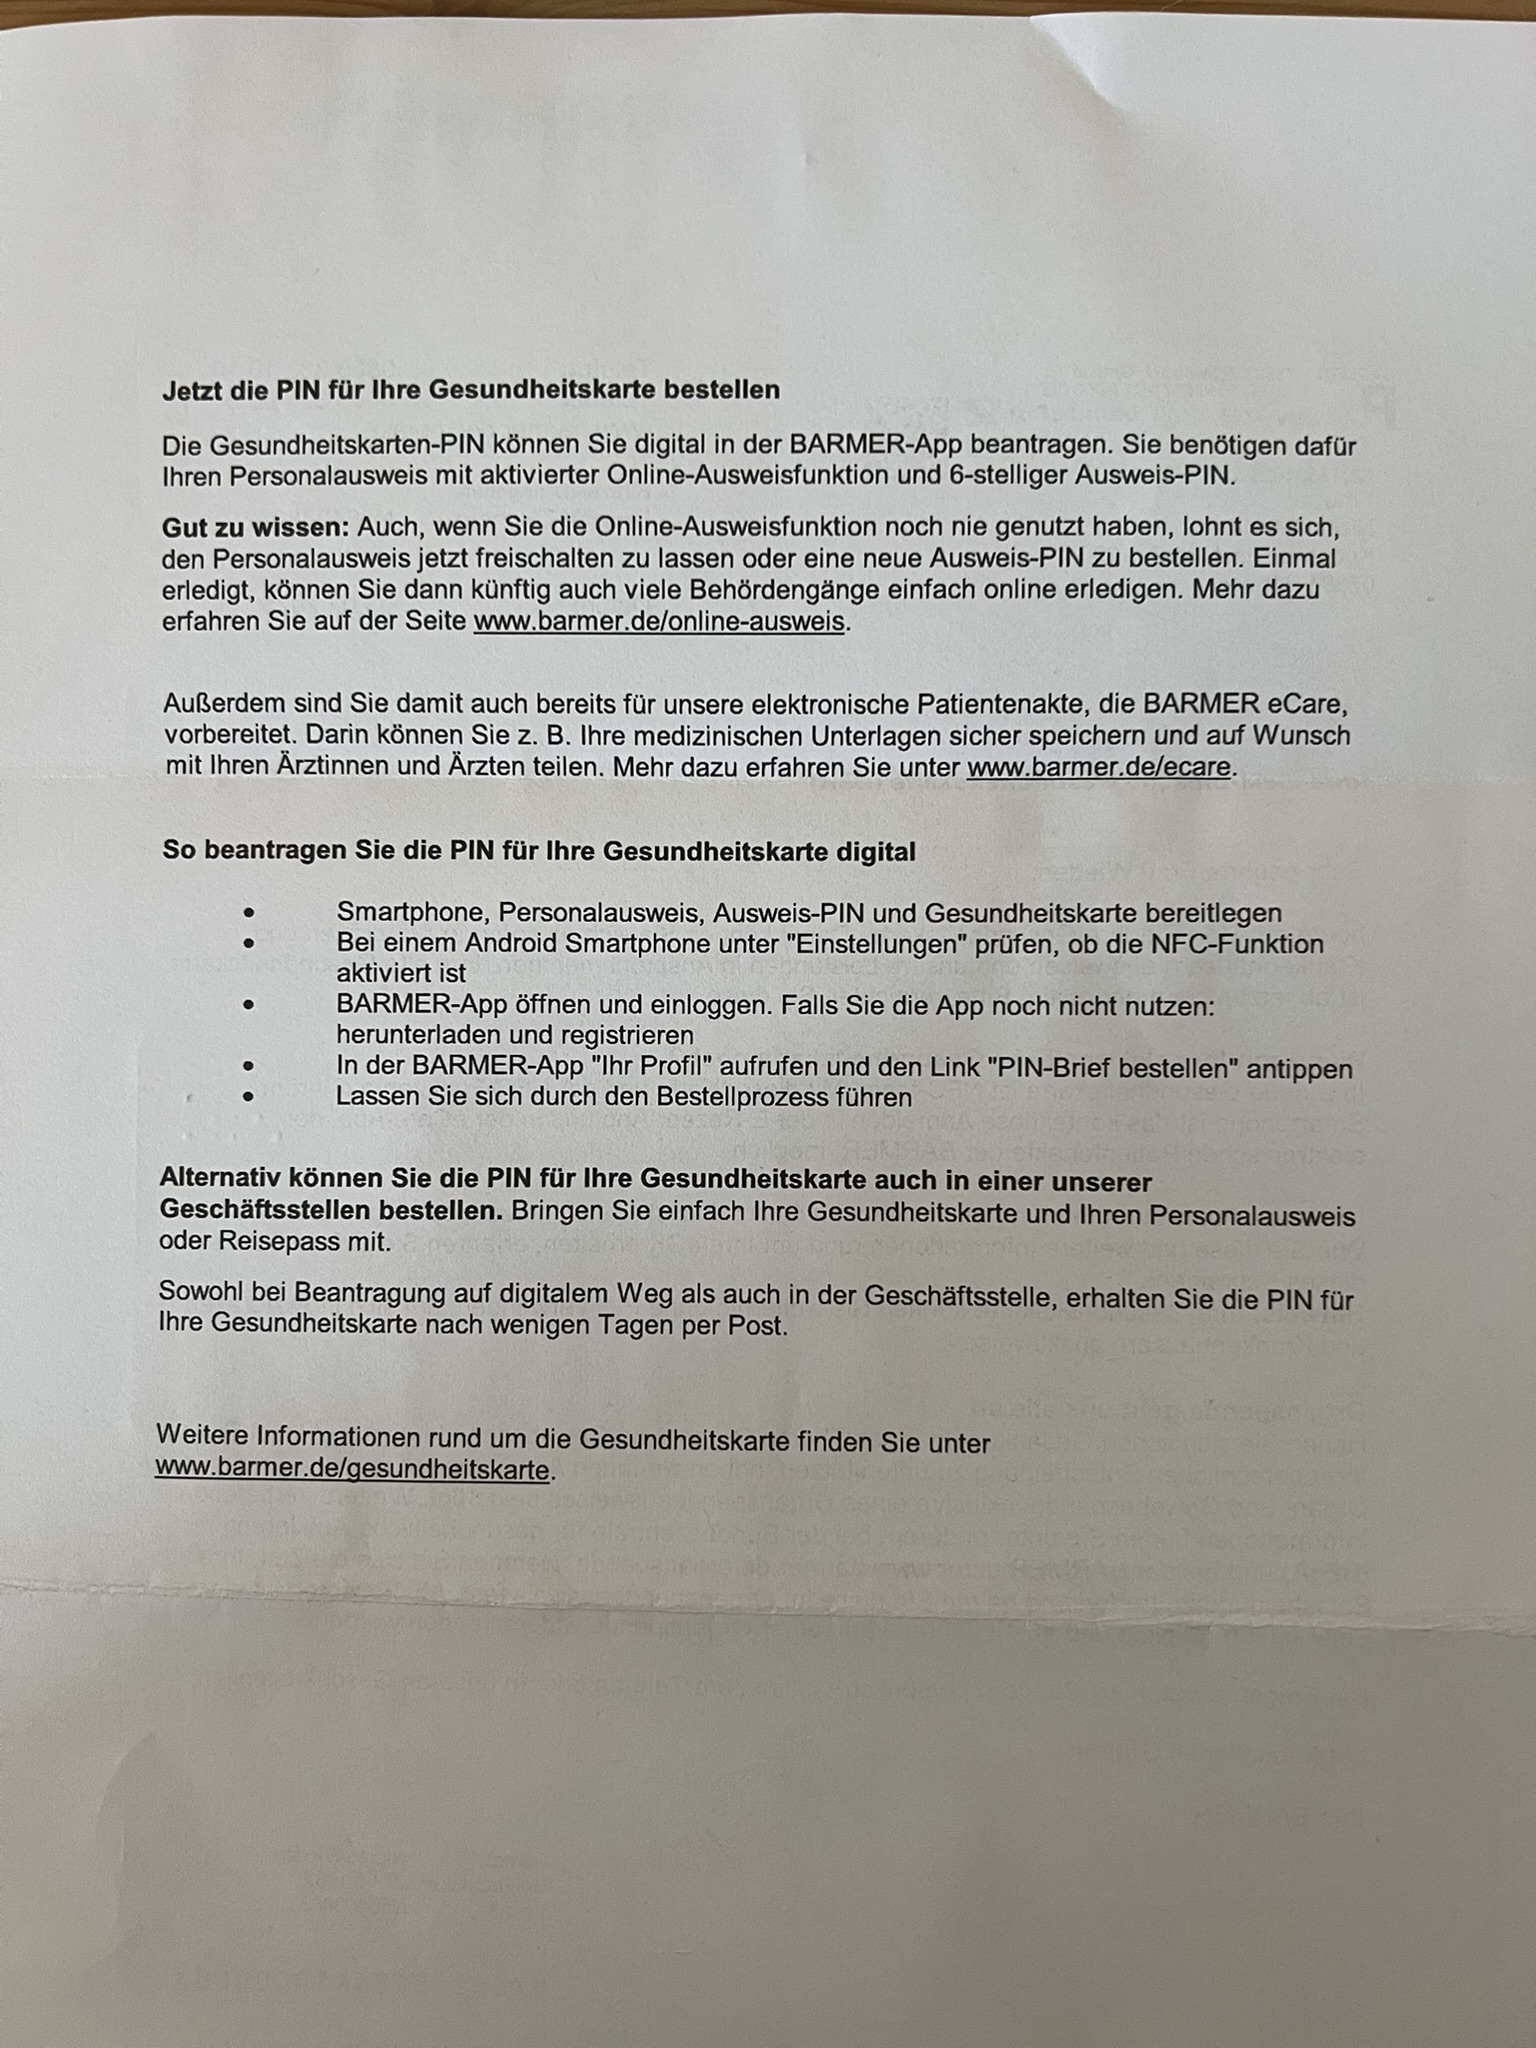 Jetzt die PIN für Ihre Gesundheitskarte bestellen
Die Gesundheitskarten-PIN können Sie digital in der BARMER-App beantragen. Sie benötigen dafür
Ihren Personalausweis mit aktivierter Online-Ausweisfunktion und 6-stelliger Ausweis-PIN.
Gut zu wissen: Auch, wenn Sie die Online-Ausweisfunktion noch nie genutzt haben, lohnt es sich,
den Personalausweis jetzt freischalten zu lassen oder eine neue Ausweis-PIN zu bestellen. Einmal
erledigt, können Sie dann künftig auch viele Behördengänge einfach online erledigen. Mehr dazu
erfahren Sie auf der Seite www.barmer.de/online-ausweis.
Außerdem sind Sie damit auch bereits für unsere elektronische Patientenakte, die BARMER eCare,
vorbereitet. Darin können Sie z. B. Ihre medizinischen Unterlagen sicher speichern und auf Wunsch
mit Ihren Ärztinnen und Ärzten teilen. Mehr dazu erfahren Sie unter www.barmer.de/ecare.
So beantragen Sie die PIN für Ihre Gesundheitskarte digital
• Smartphone, Personalausweis, Ausweis-PIN und Gesundheitskarte bereitlegen
• Bei einem Android Smartphone unter "Einstellungen" prüfen, ob die NFC-Funktion
aktiviert ist
• BARMER-App öffnen und einloggen. Falls Sie die App noch nicht nutzen:
herunterladen und registrieren
• In der BARMER-App "Ihr Profil" aufrufen und den Link "PIN-Brief bestellen" antippen
• Lassen Sie sich durch den Bestellprozess führen
Alternativ können Sie die PIN für Ihre Gesundheitskarte auch in einer unserer
Geschäftsstellen bestellen. Bringen Sie einfach Ihre Gesundheitskarte und Ihren Personalausweis
oder Reisepass mit.
Sowohl bei Beantragung auf digitalem Weg als auch in der Geschäftsstelle, erhalten Sie die PIN für
Ihre Gesundheitskarte nach wenigen Tagen per Post.
Weitere Informationen rund um die Gesundheitskarte finden Sie unter
www.barmer.de/gesundheitskarte.